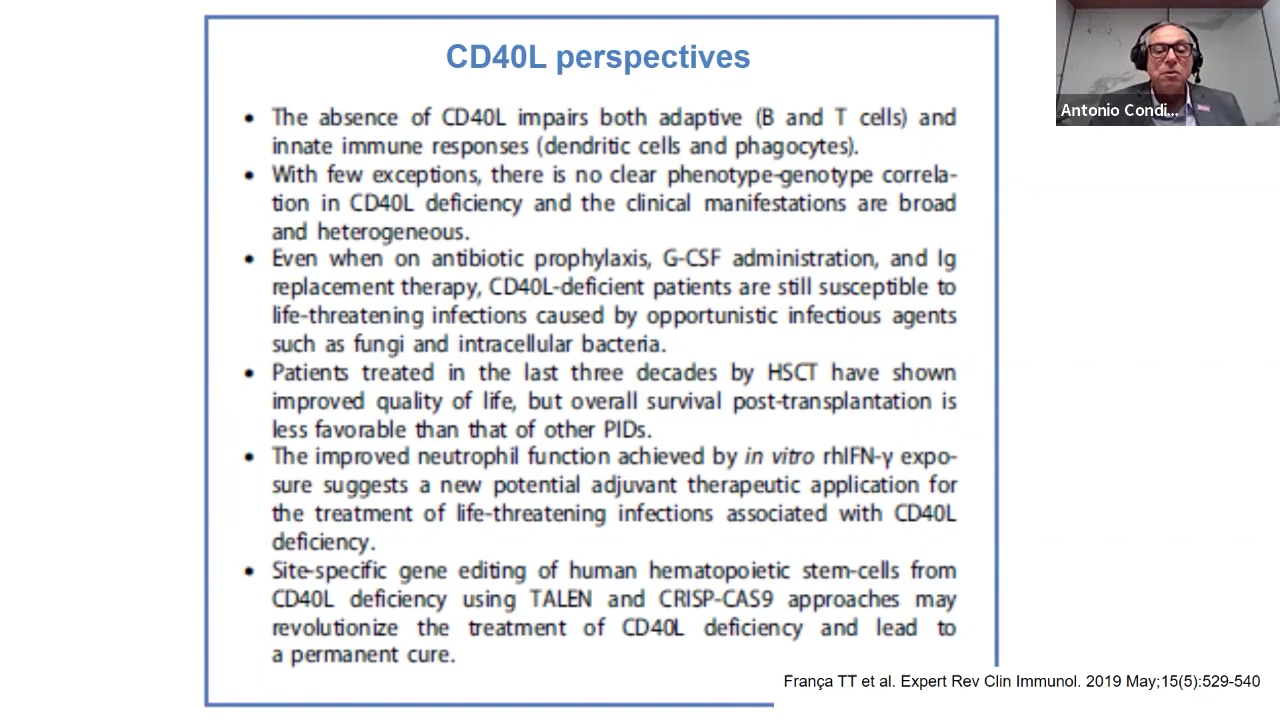 CD40L perspectives
• The absence of CD40L impairs both adaptive (B and T cells) and
innate immune responses (dendritic cells and phagocytes).
• With few exceptions, there is no clear phenotype-genotype correla-
tion in CD40L deficiency and the clinical manifestations are broad
and heterogeneous.
• Even when on antibiotic prophylaxis, G-CSF administration, and Ig
replacement therapy, CD40L-deficient patients are still susceptible to
life-threatening infections caused by opportunistic infectious agents
such as fungi and intracellular bacteria.
• Patients treated in the last three decades by HSCT have shown
improved quality of life, but overall survival post-transplantation is
less favorable than that of other PIDs.
• The improved neutrophil function achieved by in vitro rhIFN-γ expo-
sure suggests a new potential adjuvant therapeutic application for
the treatment of life-threatening infections associated with CD40L
deficiency.
• Site-specific gene editing of human hematopoietic stem-cells from
CD40L deficiency using TALEN and CRISP-CAS9 approaches may
revolutionize the treatment of CD40L deficiency and lead to
a permanent cure.
França TT et al. Expert Rev Clin Immunol. 2019 May;15(5):529-540
Antonio Condi...